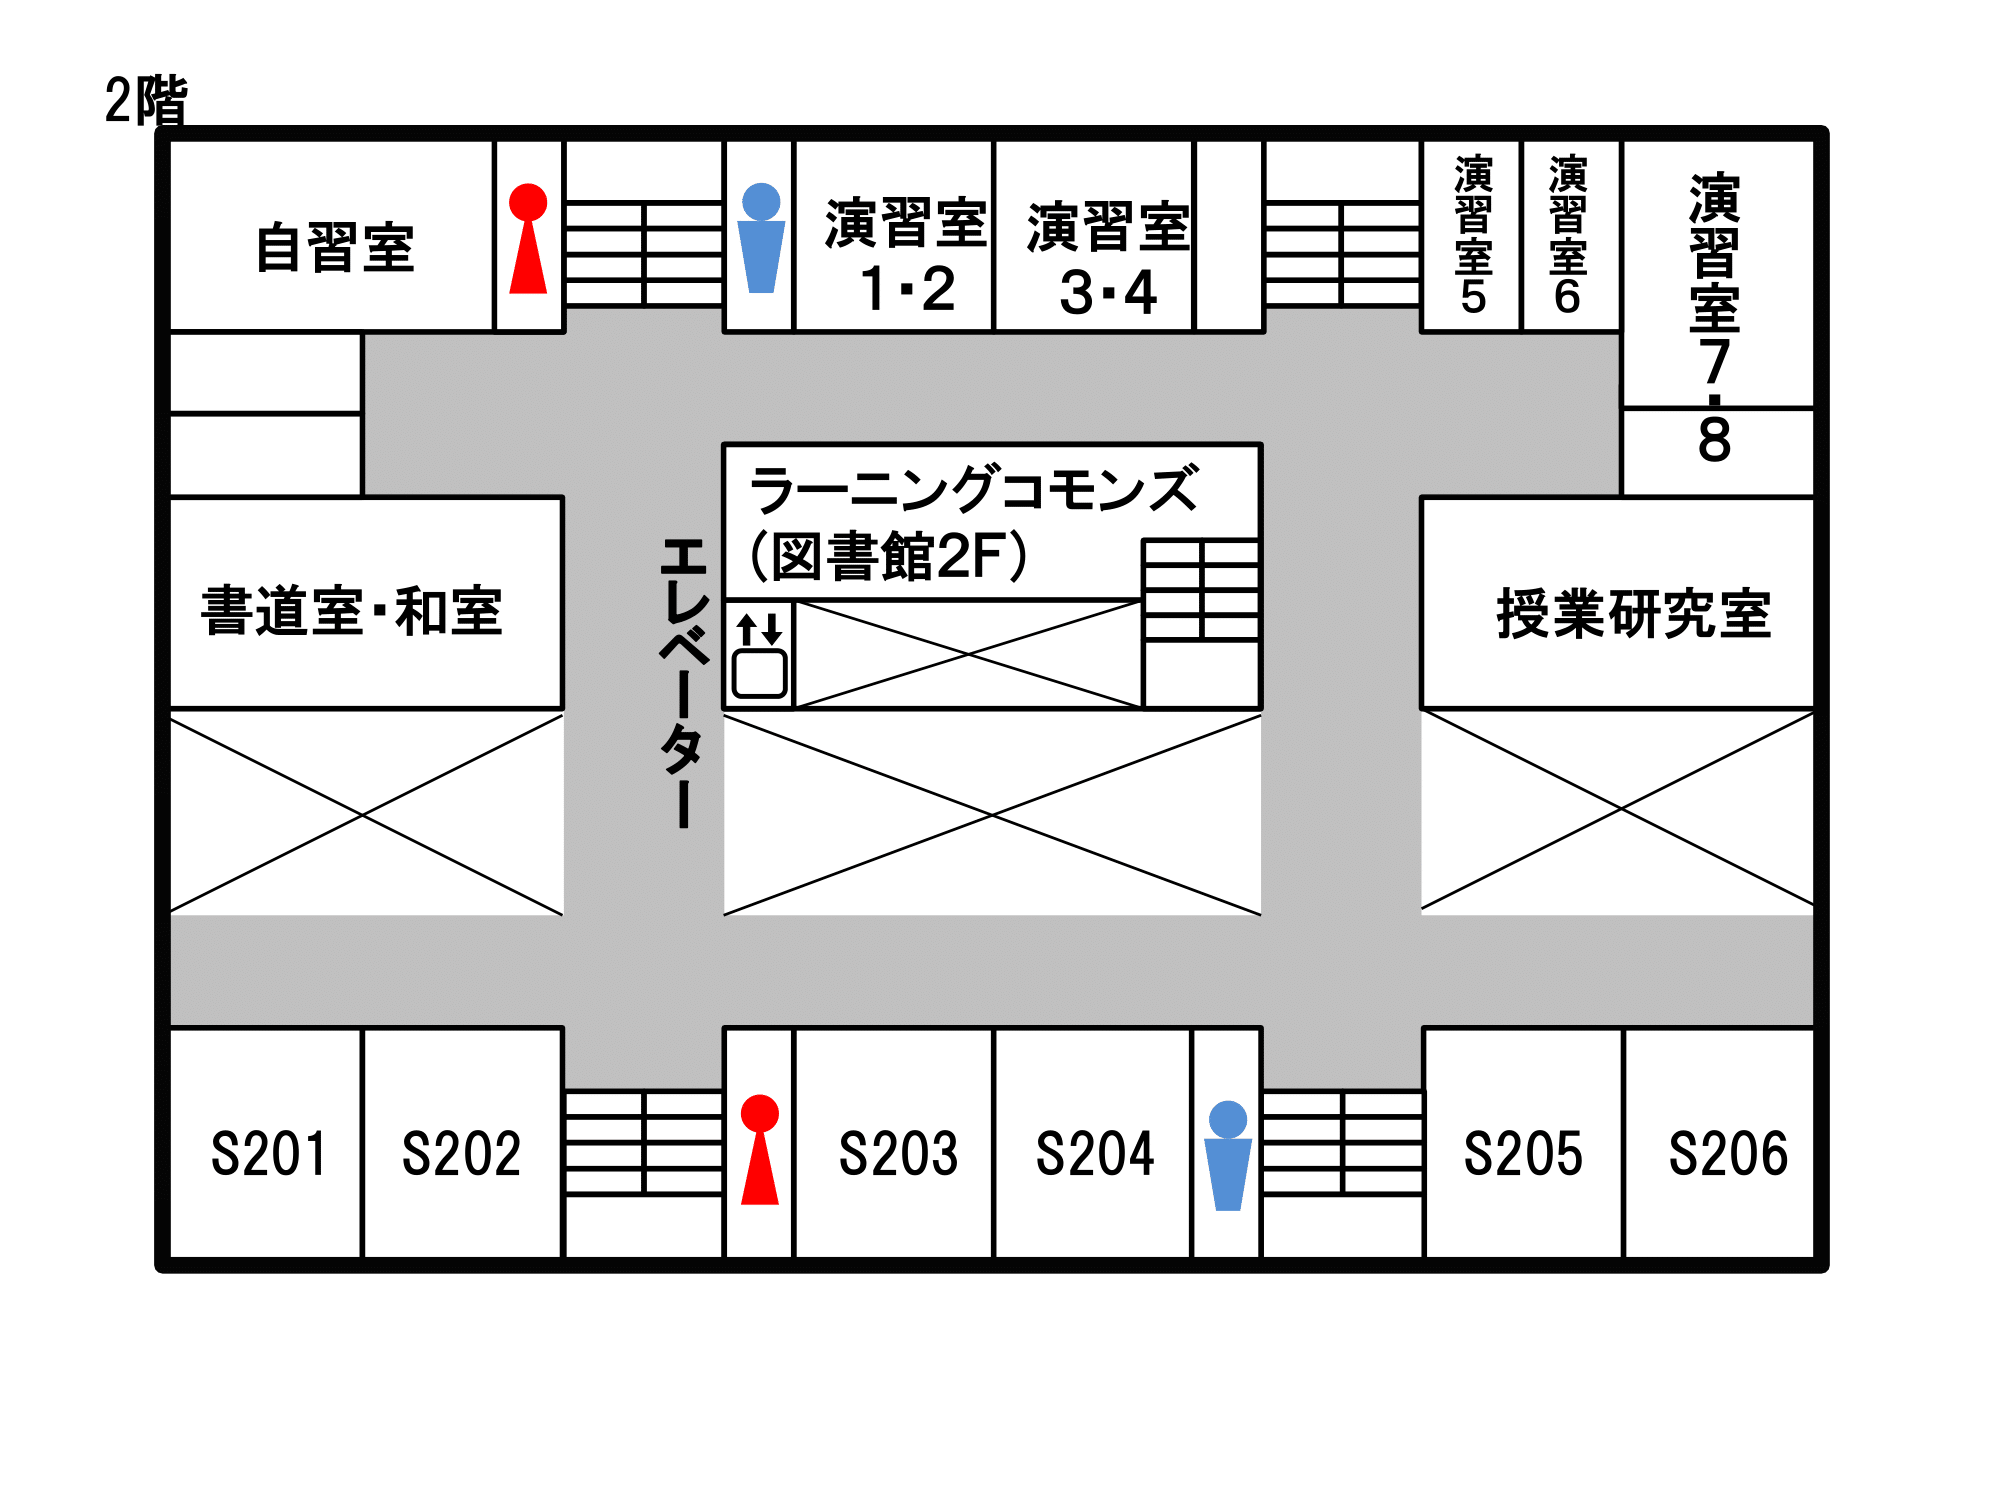 2階
自習室
演習室
1・2
演習室
3・4
演習室5
演習室6
演習室7・8
ラーニングコモンズ
(図書館2F)
エレベーター
書道室・和室
授業研究室
S201
S202
S203
S204
S205
S206